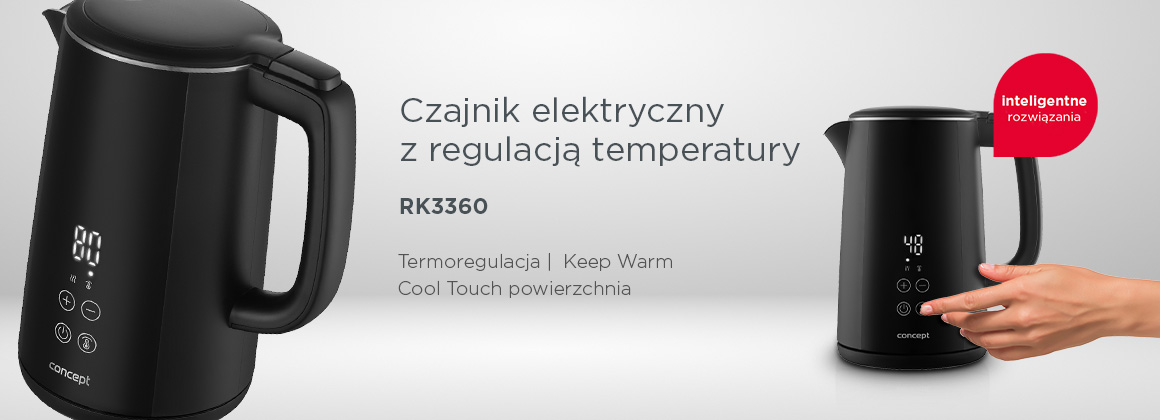 Czajnik elektryczny
z regulacją temperatury
RK3360
Termoregulacja | Keep Warm
Cool Touch powierzchnia
inteligentne
rozwiązania
80
concept
48
concept